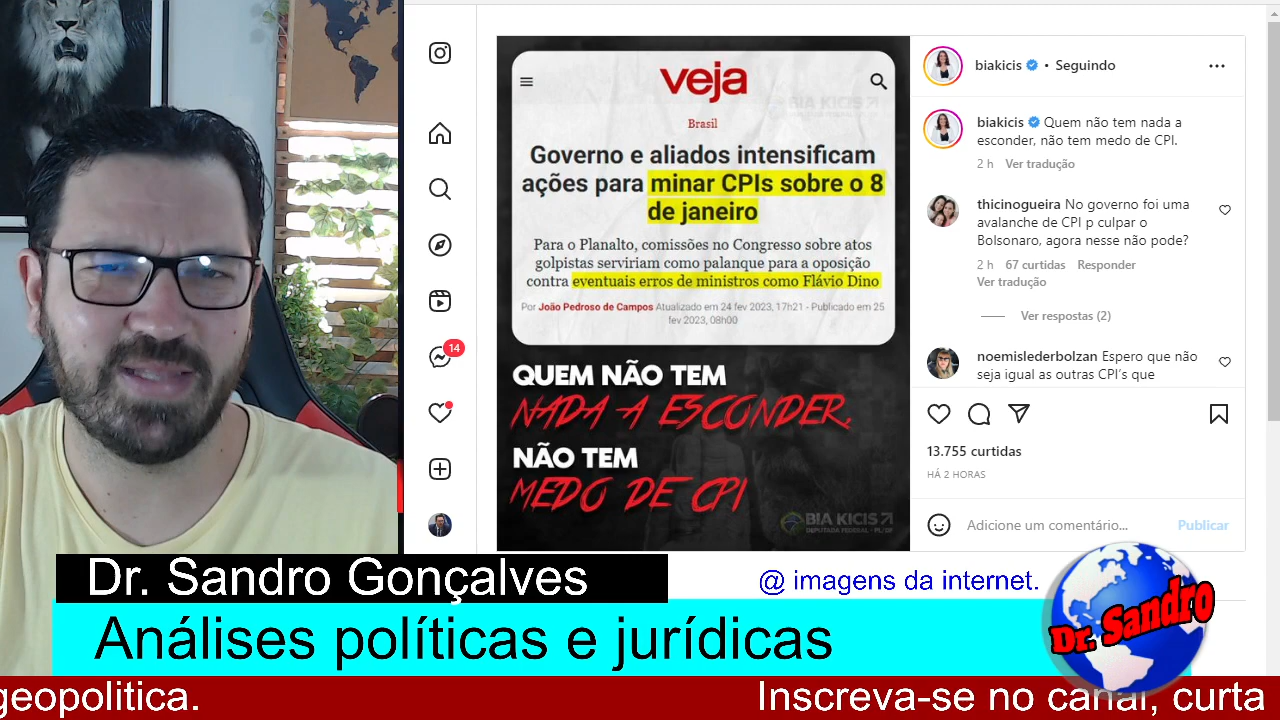 veja
BIA KICIS
Brasil
Governo e aliados intensificam
ações para minar CPIs sobre o 8
de janeiro
Para o Planalto, comissões no Congresso sobre atos
golpistas serviriam como palanque para a oposição
contra eventuais erros de ministros como Flávio Dino
Por João Pedroso de Campos Atualizado em 24 fev 2023, 17h21 - Publicado em 25
fev 2023, 08h00
QUEM NÃO TEM
NADA A ESCONDER,
NÃO TEM
MEDO DE CPI
BIA KICIS
DEPUTADA FEDERAL - PL/DF
14
biakicis • Seguindo
biakicis Quem não tem nada a
esconder, não tem medo de CPI.
2 h Ver tradução
thicinogueira No governo foi uma
avalanche de CPI p culpar o
Bolsonaro, agora nesse não pode?
2 h 67 curtidas Responder
Ver tradução
Ver respostas (2)
noemislederbolzan Espero que não
seja igual as outras CPI's que
13.755 curtidas
HÁ 2 HORAS
Adicione um comentário...
Publicar
Dr. Sandro Gonçalves
@ imagens da internet.
Análises políticas e jurídicas
Dr. Sandro
geopolitica.
Inscreva-se no canal, curta